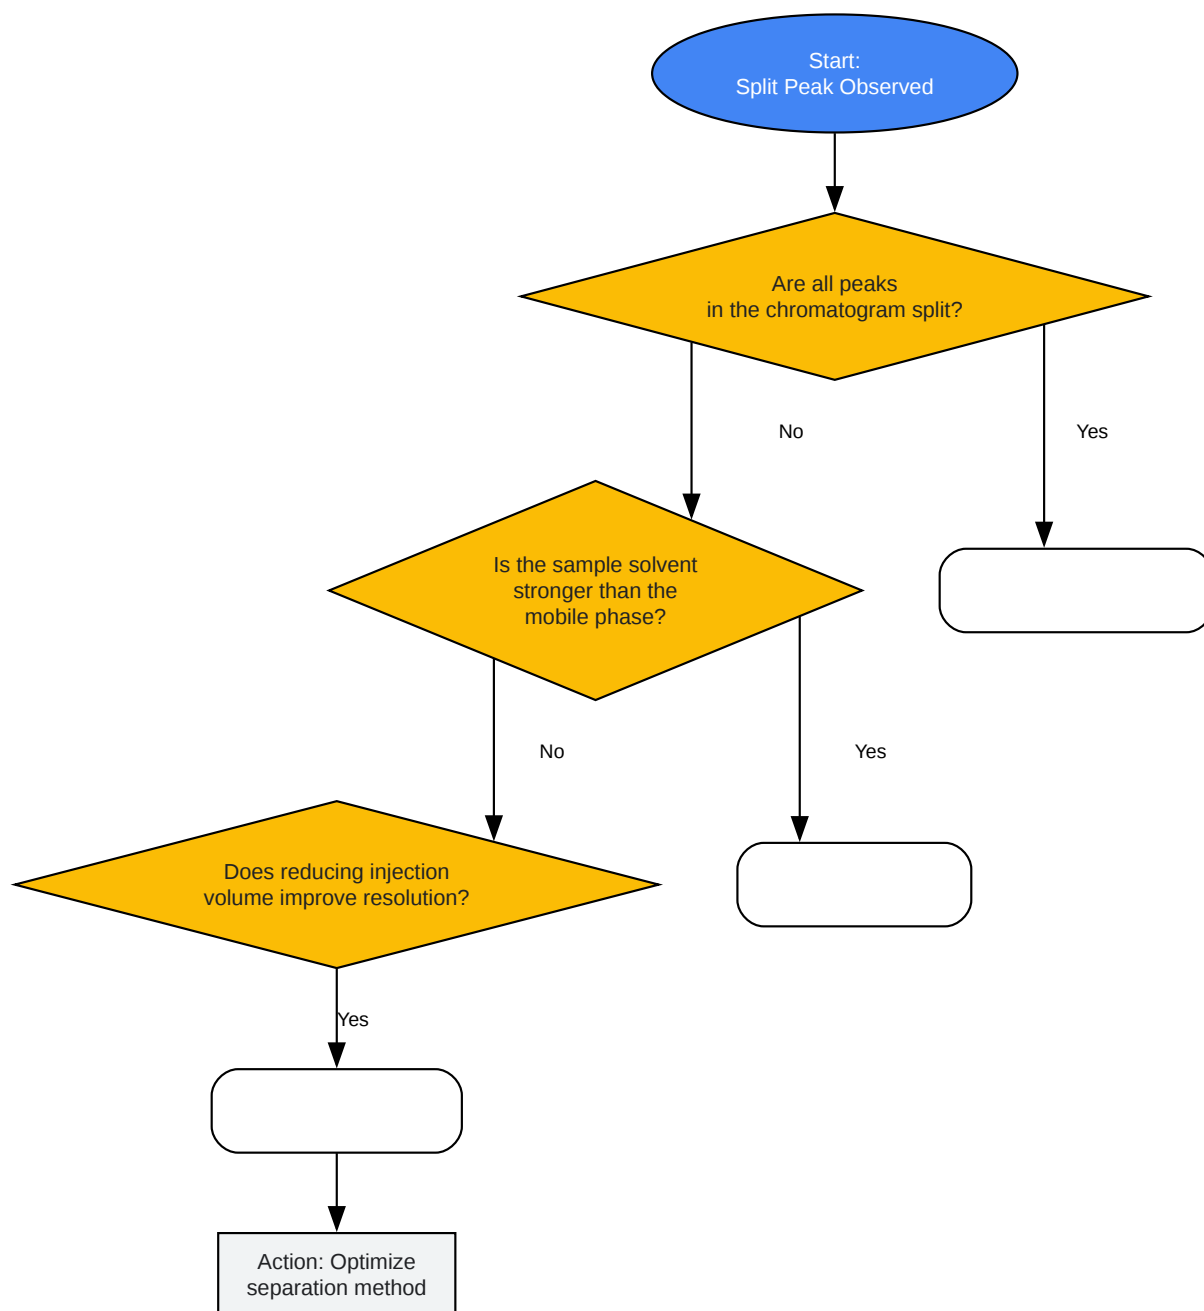 Start:
Split Peak Observed
Are all peaks
in the chromatogram split?
No
Yes
Is the sample solvent
stronger than the
mobile phase?
No
Yes
Does reducing injection
volume improve resolution?
Yes
Action: Optimize
separation method